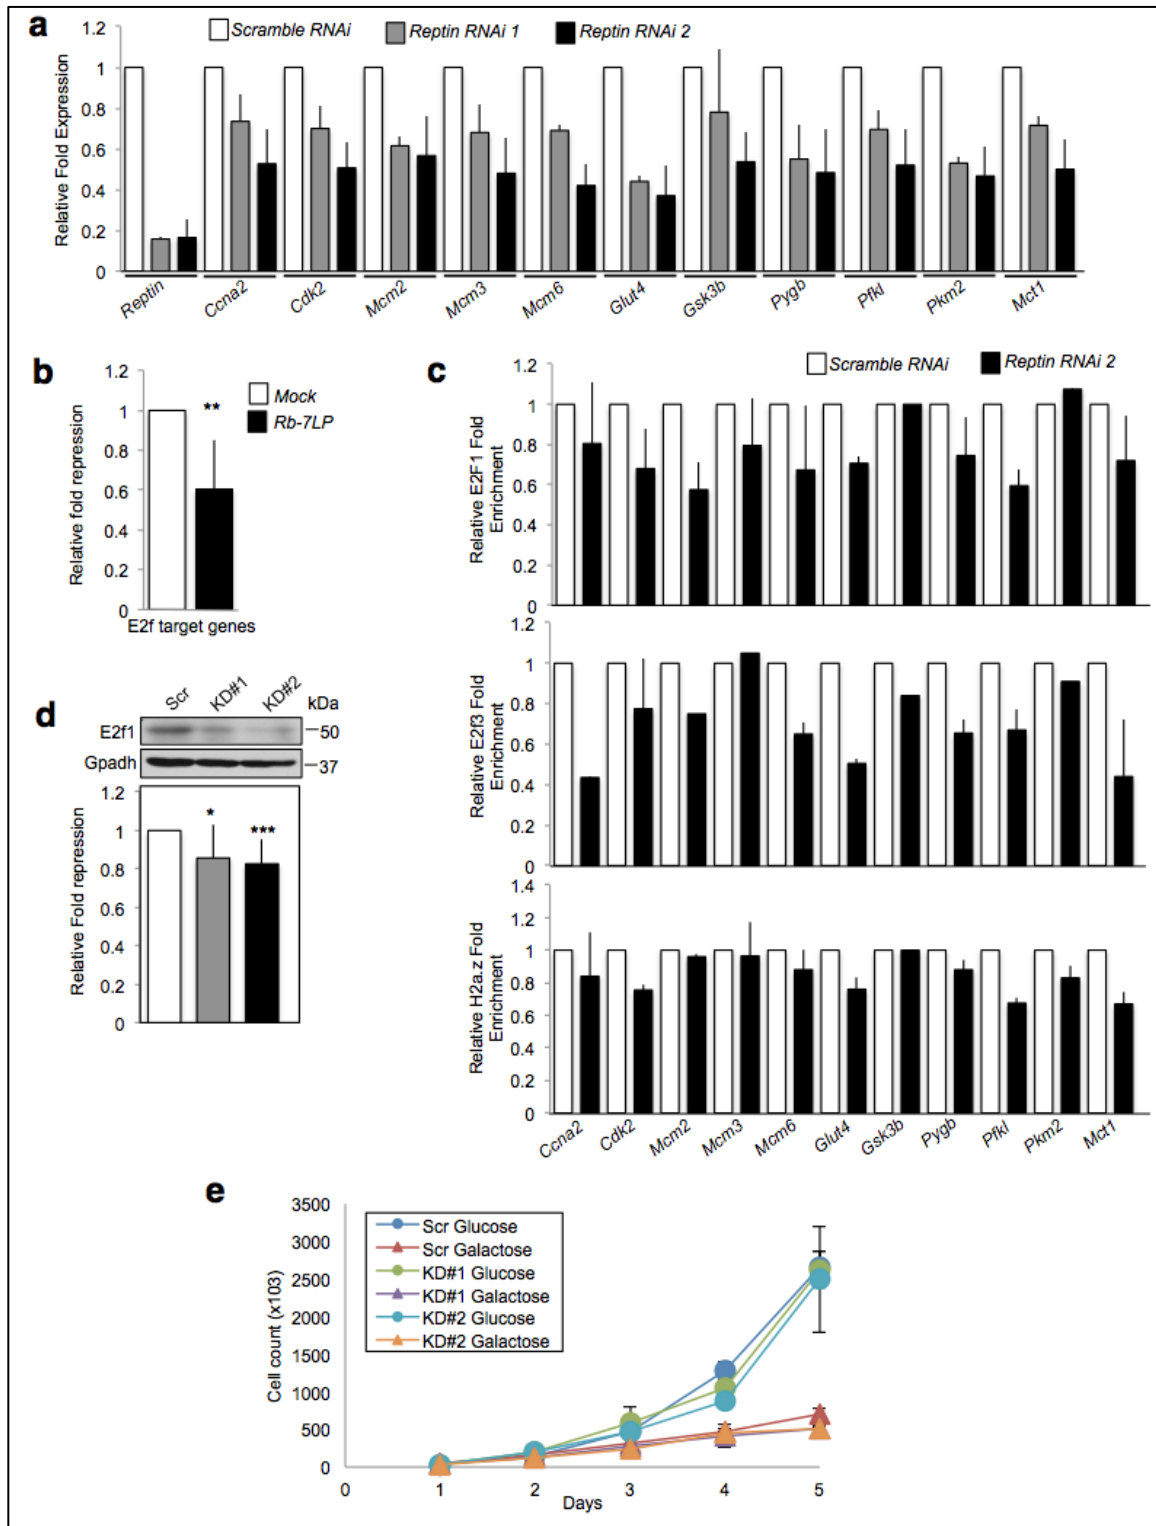 a
Scramble RNAi
Reptin RNAi 1
Reptin RNAi 2
Relative Fold Expression
1.2
1
0.8
0.6
0.4
0.2
0
Reptin
Ccna2
Cdk2
Mcm2
Mcm3
Mcm6
Glut4
Gsk3b
Pygb
Pfkl
Pkm2
Mct1
b
Relative fold repression
1.2
1
0.8
0.6
0.4
0.2
0
**
Mock
Rb-7LP
E2f target genes
c
Scramble RNAi
Reptin RNAi 2
Relative E2F1 Fold
Enrichment
1.2
1
0.8
0.6
0.4
0.2
0
Relative E2f3 Fold
Enrichment
1.2
1
0.8
0.6
0.4
0.2
0
Relative H2a.z Fold
Enrichment
1.4
1.2
1
0.8
0.6
0.4
0.2
0
Ccna2
Cdk2
Mcm2
Mcm3
Mcm6
Glut4
Gsk3b
Pygb
Pfkl
Pkm2
Mct1
d
Scr
KD#1
KD#2
kDa
E2f1
50
Gpadh
37
Relative Fold repression
1.2
1
0.8
0.6
0.4
0.2
0
*
***
e
Cell count (x103)
3500
3000
2500
2000
1500
1000
500
0
Scr Glucose
Scr Galactose
KD#1 Glucose
KD#1 Galactose
KD#2 Glucose
KD#2 Galactose
0
1
2
3
4
5
Days